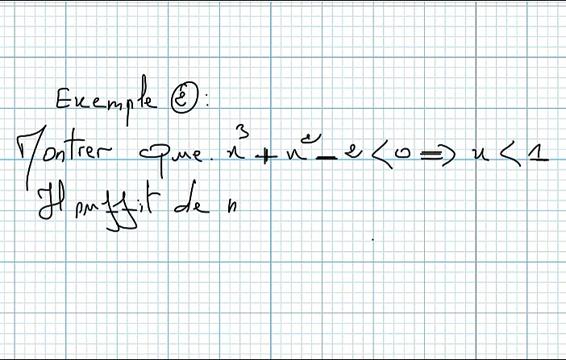 Exemple ②:
Montrer que. x³ + x² - 2 < 0 => x < 1
Il suffit de m